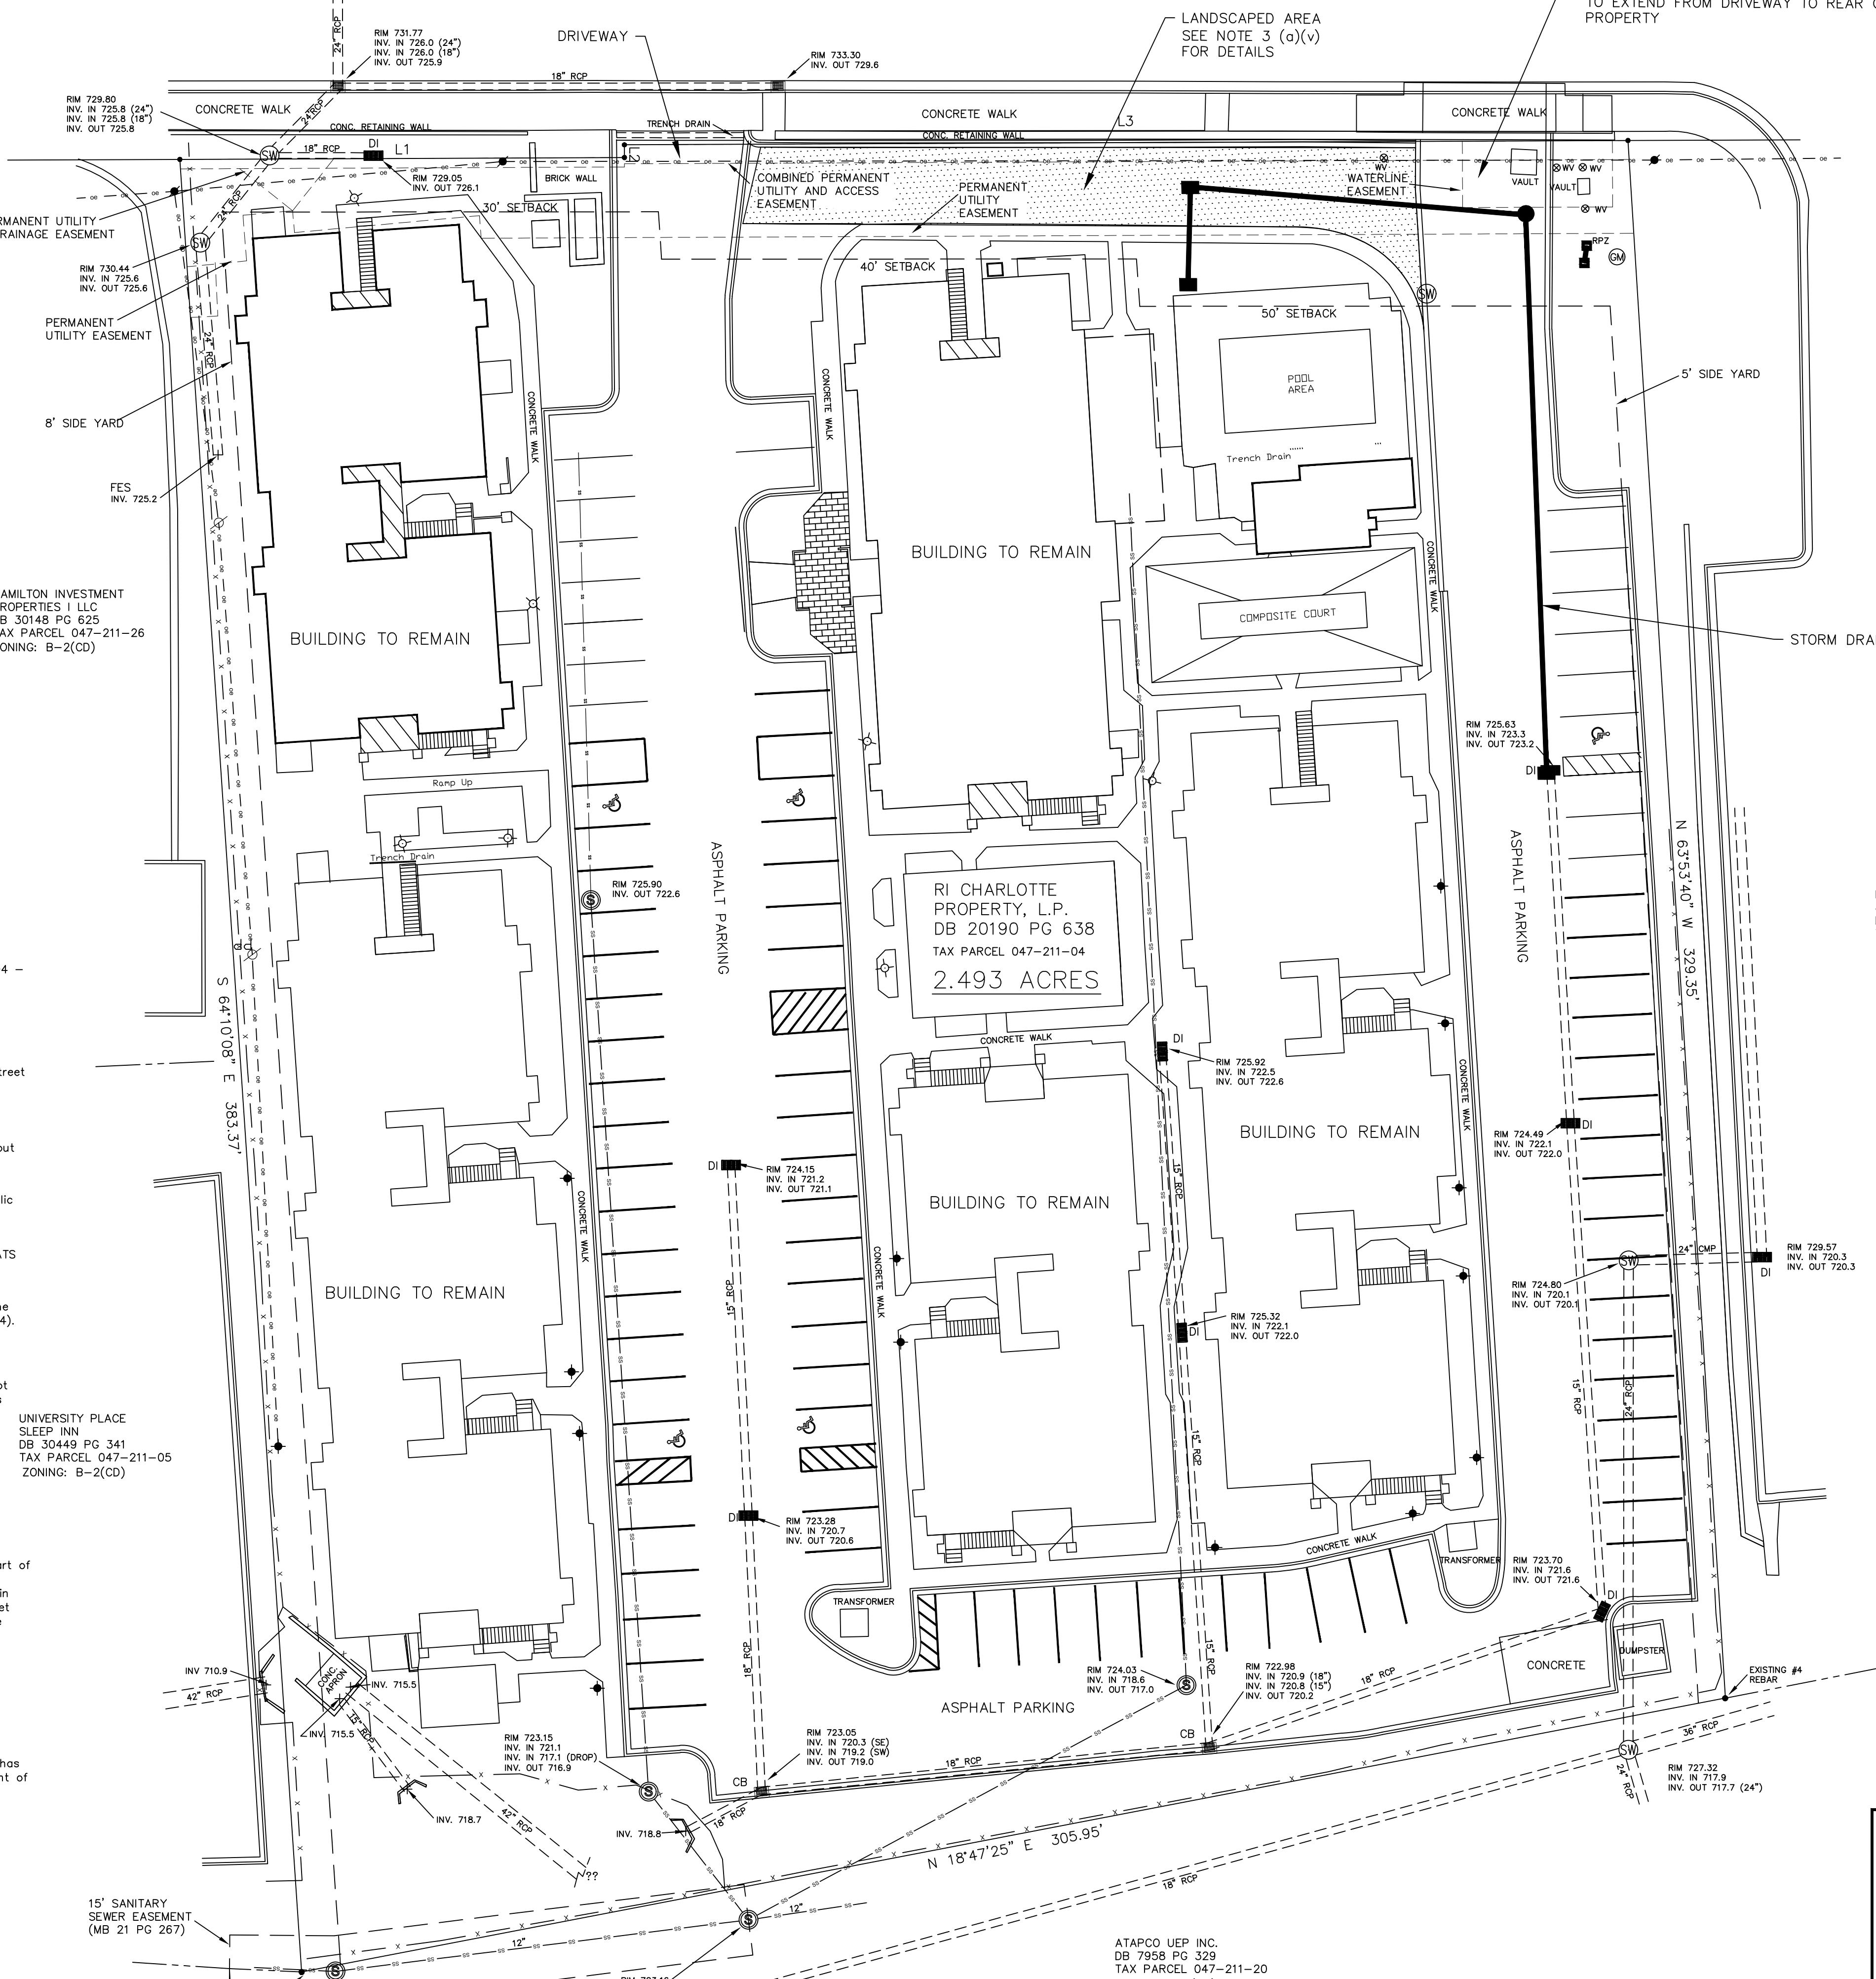 24" RCP
RIM 731.77
INV. IN 726.0 (24")
INV. IN 726.0 (18")
INV. OUT 725.9
DRIVEWAY
RIM 733.30
INV. OUT 729.6
LANDSCAPED AREA
SEE NOTE 3 (a)(v)
FOR DETAILS
TO EXTEND FROM DRIVEWAY TO REAR
PROPERTY
18" RCP
RIM 729.80
INV. IN 725.8 (24")
INV. IN 725.8 (18")
INV. OUT 725.8
CONCRETE WALK
24"RCP
CONC. RETAINING WALL
TRENCH DRAIN
CONCRETE WALK
L3
CONC. RETAINING WALL
CONCRETE WALK
SW
18" RCP
DI
L1
L2
RIM 729.05
INV. OUT 726.1
BRICK WALL
COMBINED PERMANENT
UTILITY AND ACCESS
EASEMENT
PERMANENT
UTILITY
EASEMENT
WV
WATERLINE
EASEMENT
VAULT
VAULT
WV
WV
WV
RPZ
GM
UTILITY
EASEMENT
24" RCP
SW
30' SETBACK
RIM 730.44
INV. IN 725.6
INV. OUT 725.6
40' SETBACK
50' SETBACK
SW
PERMANENT
UTILITY EASEMENT
24" RCP
POOL
AREA
5' SIDE YARD
8' SIDE YARD
CONCRETE WALK
CONCRETE WALK
Trench Drain
FES
INV. 725.2
BUILDING TO REMAIN
CONCRETE WALK
INVESTMENT
I LLC
30148 PG 625
PARCEL 047-211-26
B-2(CD)
BUILDING TO REMAIN
COMPOSITE COURT
STORM
RIM 725.63
INV. IN 723.3
INV. OUT 723.2
DI
Ramp Up
Trench Drain
RIM 725.90
INV. OUT 722.6
S
ASPHALT PARKING
RI CHARLOTTE
PROPERTY, L.P.
DB 20190 PG 638
TAX PARCEL 047-211-04
2.493 ACRES
ASPHALT PARKING
N 63°53'40" W 329.35'
S 64°10'08" E 383.37'
CONCRETE WALK
DI
RIM 725.92
INV. IN 722.5
INV. OUT 722.6
CONCRETE WALK
BUILDING TO REMAIN
RIM 724.49
INV. IN 722.1
INV. OUT 722.0
DI
DI
RIM 724.15
INV. IN 721.2
INV. OUT 721.1
15" RCP
BUILDING TO REMAIN
CONCRETE WALK
CONCRETE WALK
24" CMP
SW
RIM 729.57
INV. IN 720.3
INV. OUT 720.3
DI
RIM 724.80
INV. IN 720.1
INV. OUT 720.1
BUILDING TO REMAIN
15" RCP
RIM 725.32
INV. IN 722.1
INV. OUT 722.0
DI
15" RCP
24" RCP
UNIVERSITY PLACE
SLEEP INN
DB 30449 PG 341
TAX PARCEL 047-211-05
ZONING: B-2(CD)
15" RCP
DI
RIM 723.28
INV. IN 720.7
INV. OUT 720.6
CONCRETE WALK
TRANSFORMER
RIM 723.70
INV. IN 721.6
INV. OUT 721.6
DI
TRANSFORMER
18" RCP
15" RCP
CONCRETE
DUMPSTER
EXISTING #4
REBAR
INV 710.9
42" RCP
CONC.
APRON
INV. 715.5
INV. 715.5
15" RCP
RIM 724.03
INV. IN 718.6
INV. OUT 717.0
S
RIM 722.98
INV. IN 720.9 (18")
INV. IN 720.8 (15")
INV. OUT 720.2
18" RCP
ASPHALT PARKING
CB
RIM 723.15
INV. IN 721.1
INV. IN 717.1 (DROP)
INV. OUT 716.9
RIM 723.05
INV. IN 720.3 (SE)
INV. IN 719.2 (SW)
INV. OUT 719.0
CB
18" RCP
36" RCP
SW
24" RCP
RIM 727.32
INV. IN 717.9
INV. OUT 717.7 (24")
S
INV. 718.7
42" RCP
INV. 718.8
18" RCP
??
N 18°47'25" E 305.95'
18" RCP
15' SANITARY
SEWER EASEMENT
(MB 21 PG 267)
12"
S
12"
S
ATAPCO UEP INC.
DB 7958 PG 329
TAX PARCEL 047-211-20